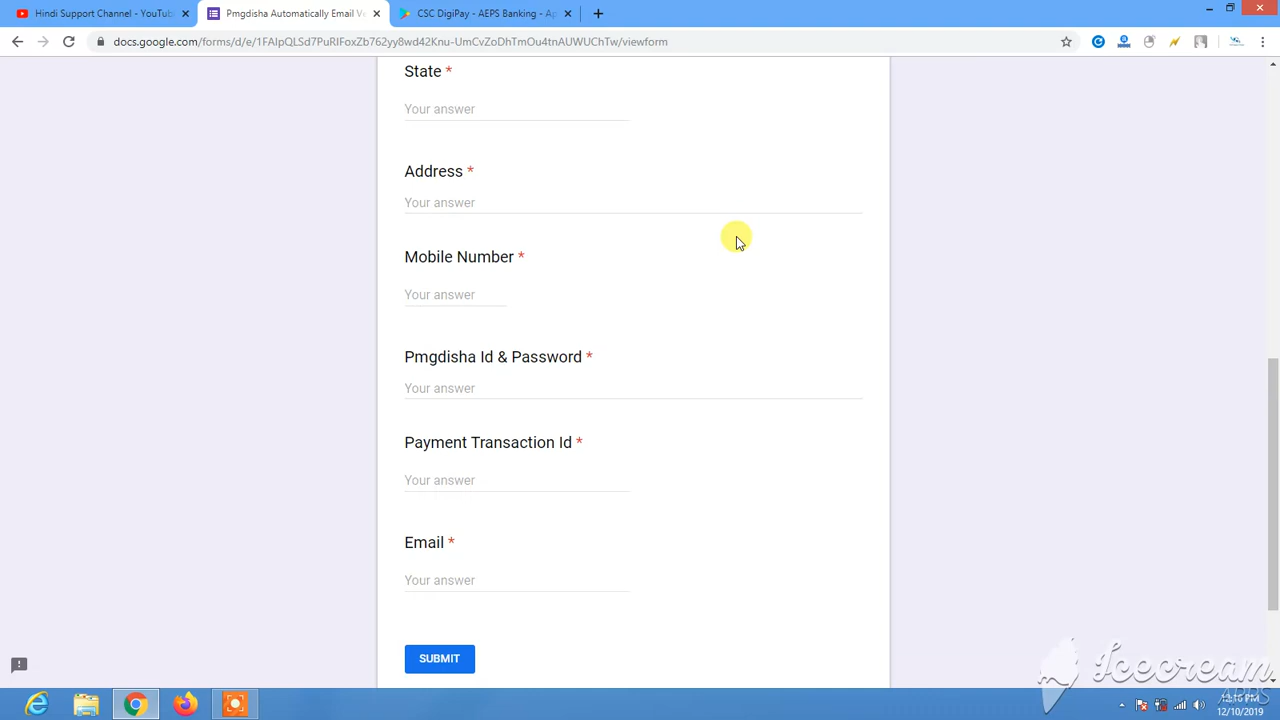 Hindi Support Channel - YouTub
Pmgdisha Automatically Email V
CSC DigiPay - AEPS Banking - Ap
docs.google.com/forms/d/e/1FAIpQLSd7PuRIFoxZb762yy8wd42Knu-UmCvZoDhTmOu4tnAUWUChTw/viewform
State *
Your answer
Address *
Your answer
Mobile Number *
Your answer
Pmgdisha Id & Password *
Your answer
Payment Transaction Id *
Your answer
Email *
Your answer
SUBMIT
Icecream
APPS
12/10/2019